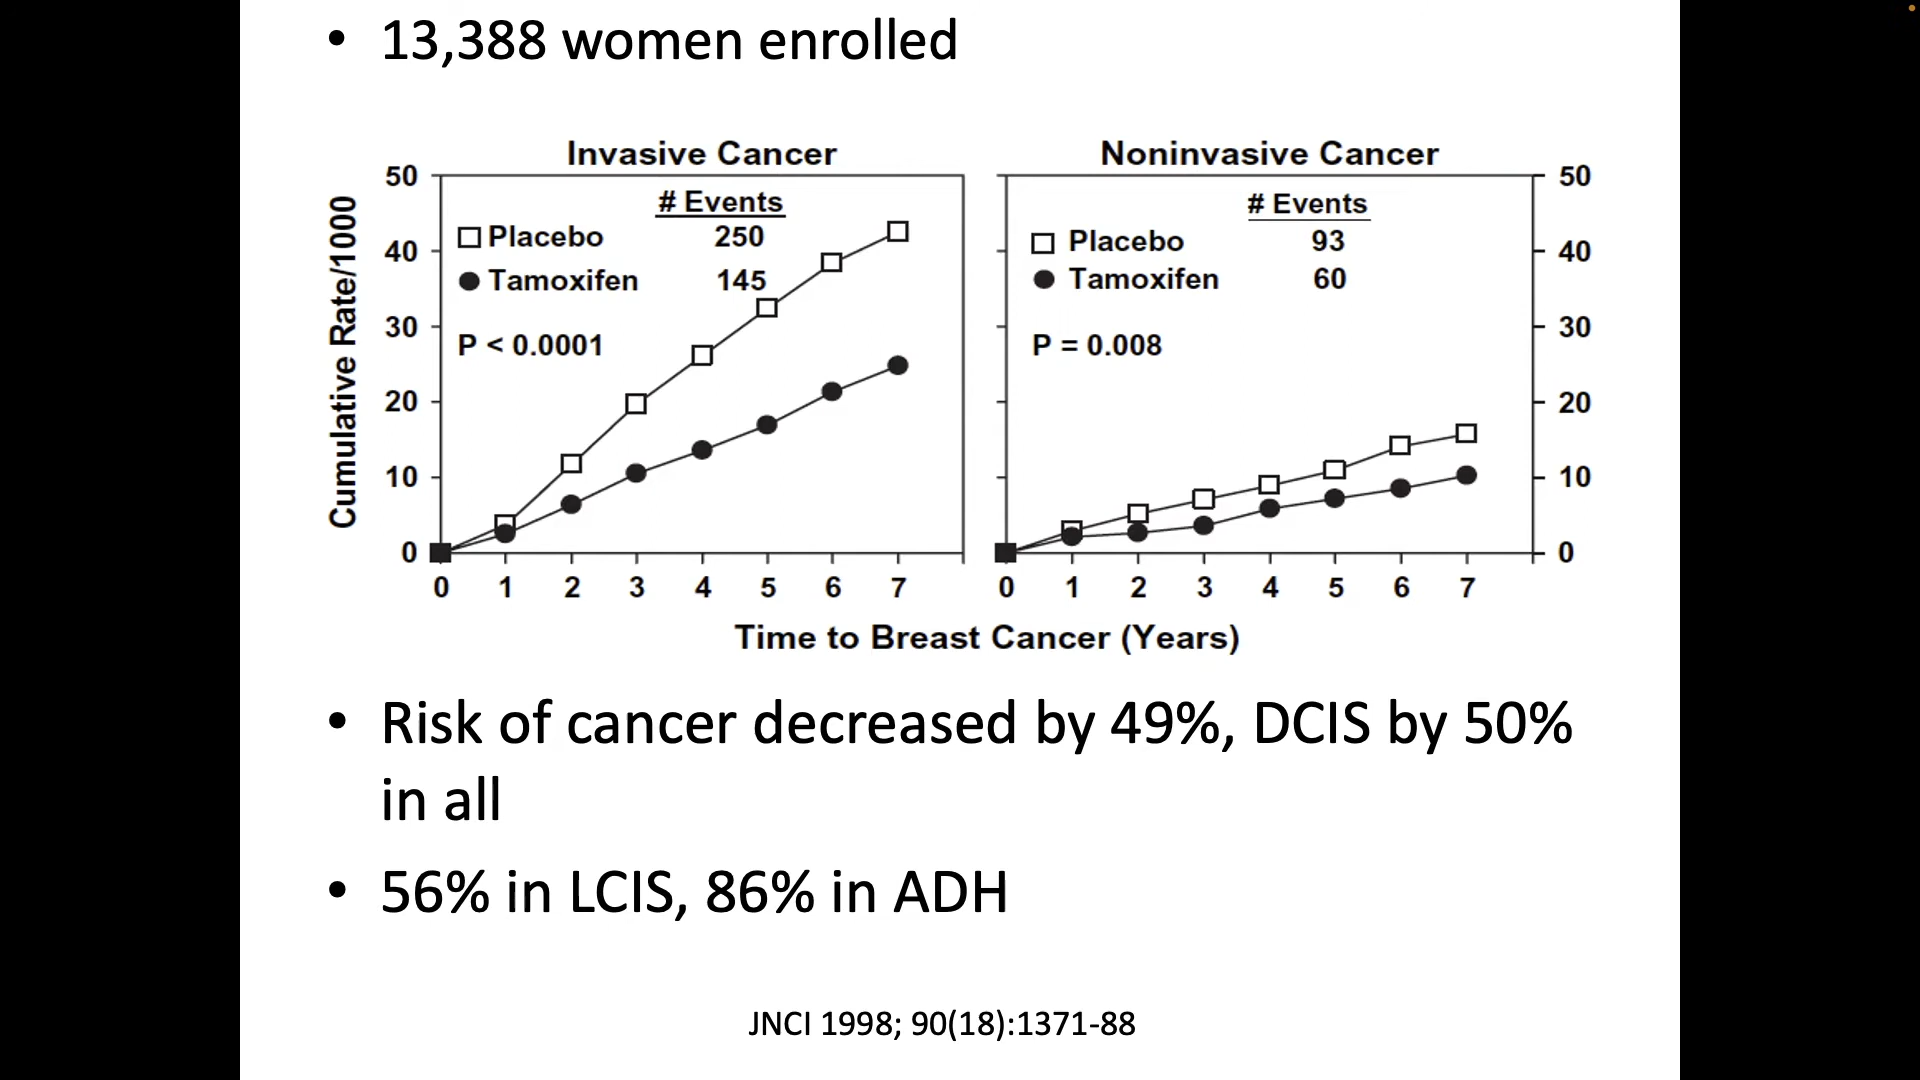 • 13,388 women enrolled
Invasive Cancer
# Events
Placebo 250
Tamoxifen 145
P < 0.0001
50
40
30
20
10
0
Cumulative Rate/1000
0 1 2 3 4 5 6 7
Noninvasive Cancer
# Events
Placebo 93
Tamoxifen 60
P = 0.008
50
40
30
20
10
0
0 1 2 3 4 5 6 7
Time to Breast Cancer (Years)
• Risk of cancer decreased by 49%, DCIS by 50%
in all
• 56% in LCIS, 86% in ADH
JNCI 1998; 90(18):1371-88